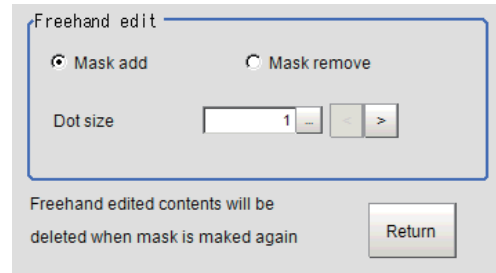 Freehand edit
Mask add Mask remove
Dot size 1 ... < >
Freehand edited contents will be
deleted when mask is maked again
Return